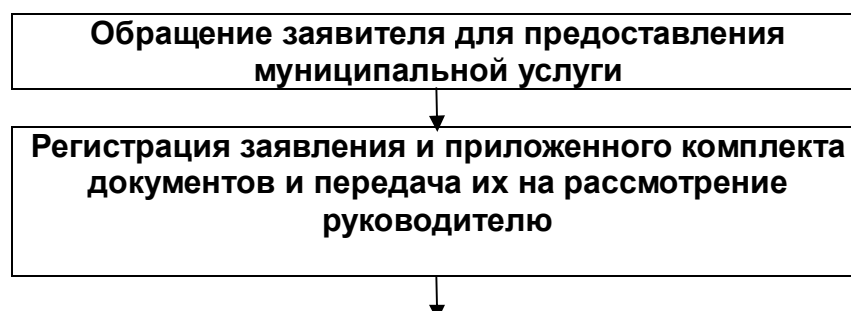 Обращение заявителя для предоставления
муниципальной услуги
Регистрация заявления и приложенного комплекта
документов и передача их на рассмотрение
руководителю